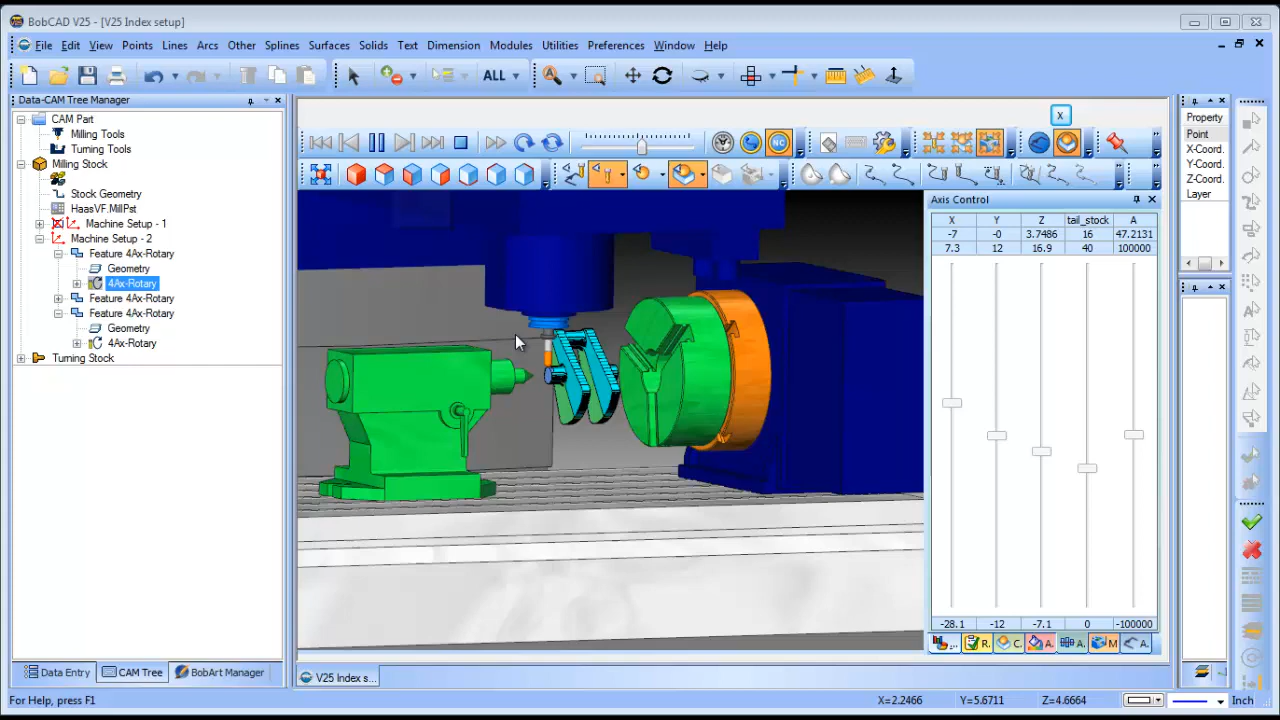 BobCAD V25 - [V25 Index setup]
File Edit View Points Lines Arcs Other Splines Surfaces Solids Text Dimension Modules Utilities Preferences Window Help
ALL
Data-CAM Tree Manager
CAM Part
Milling Tools
Turning Tools
Milling Stock
Stock Geometry
HaasVF.MillPst
Machine Setup - 1
Machine Setup - 2
Feature 4Ax-Rotary
Geometry
4Ax-Rotary
Feature 4Ax-Rotary
Feature 4Ax-Rotary
Geometry
4Ax-Rotary
Turning Stock
Data Entry CAM Tree BobArt Manager
X
NC
Axis Control
X Y Z tail_stock A
-7 -0 3.7486 16 47.2131
7.3 12 16.9 40 100000
-28.1 -12 -7.1 0 -100000
R. C. A. A. M A.
V25 Index s...
Property
Point
X-Coord.
Y-Coord.
Z-Coord.
Layer
For Help, press F1
X=2.2466 Y=5.6711 Z=4.6664 Inch